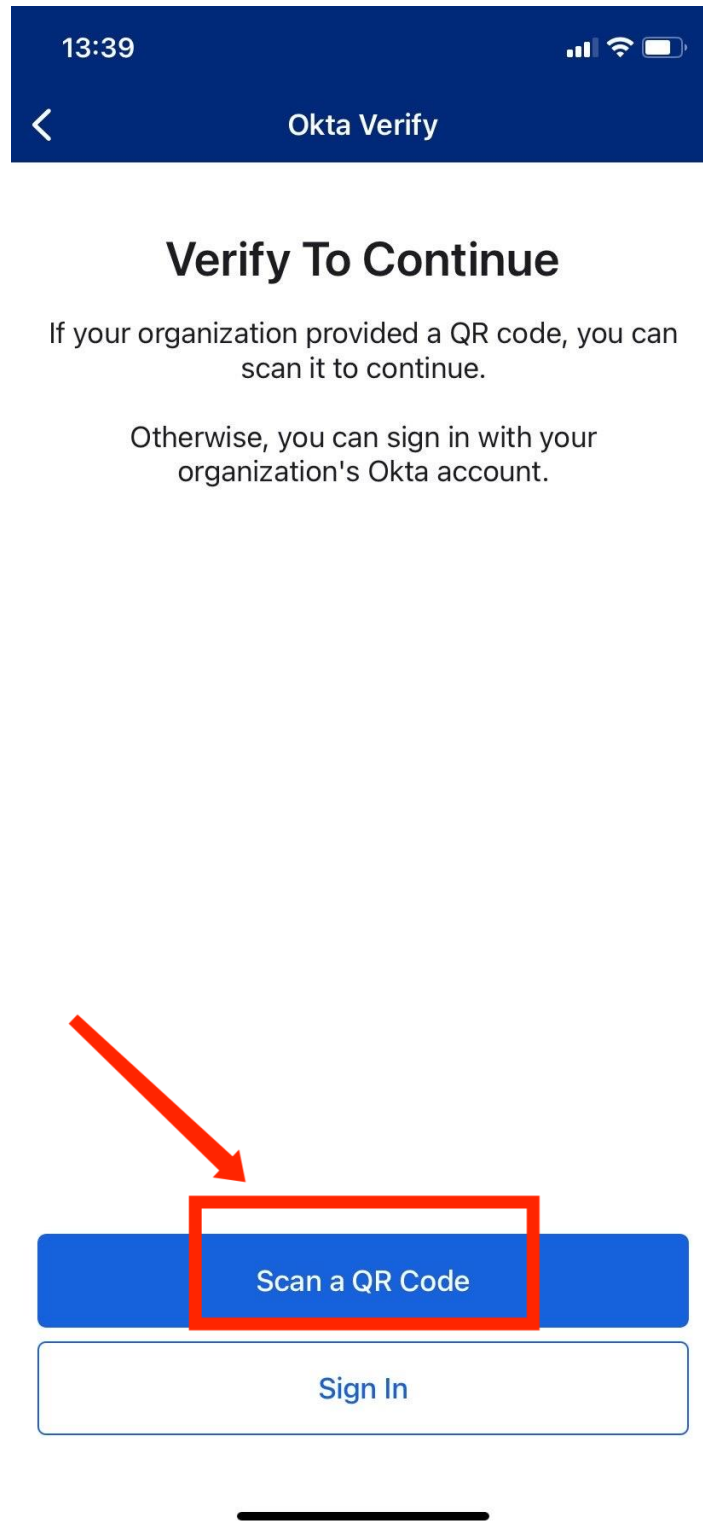 13:39
Okta Verify
Verify To Continue
If your organization provided a QR code, you can
scan it to continue.
Otherwise, you can sign in with your
organization's Okta account.
Scan a QR Code
Sign In